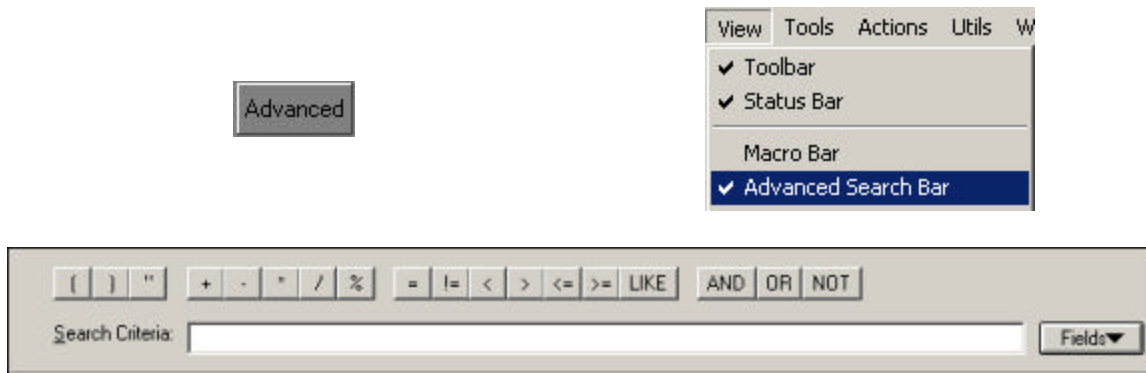 View Tools Actions Utils W
✔ Toolbar
✔ Status Bar
Advanced
Macro Bar
✔ Advanced Search Bar
( ) " + - * / % = != < > <= >= LIKE AND OR NOT
Search Criteria: Fields▼